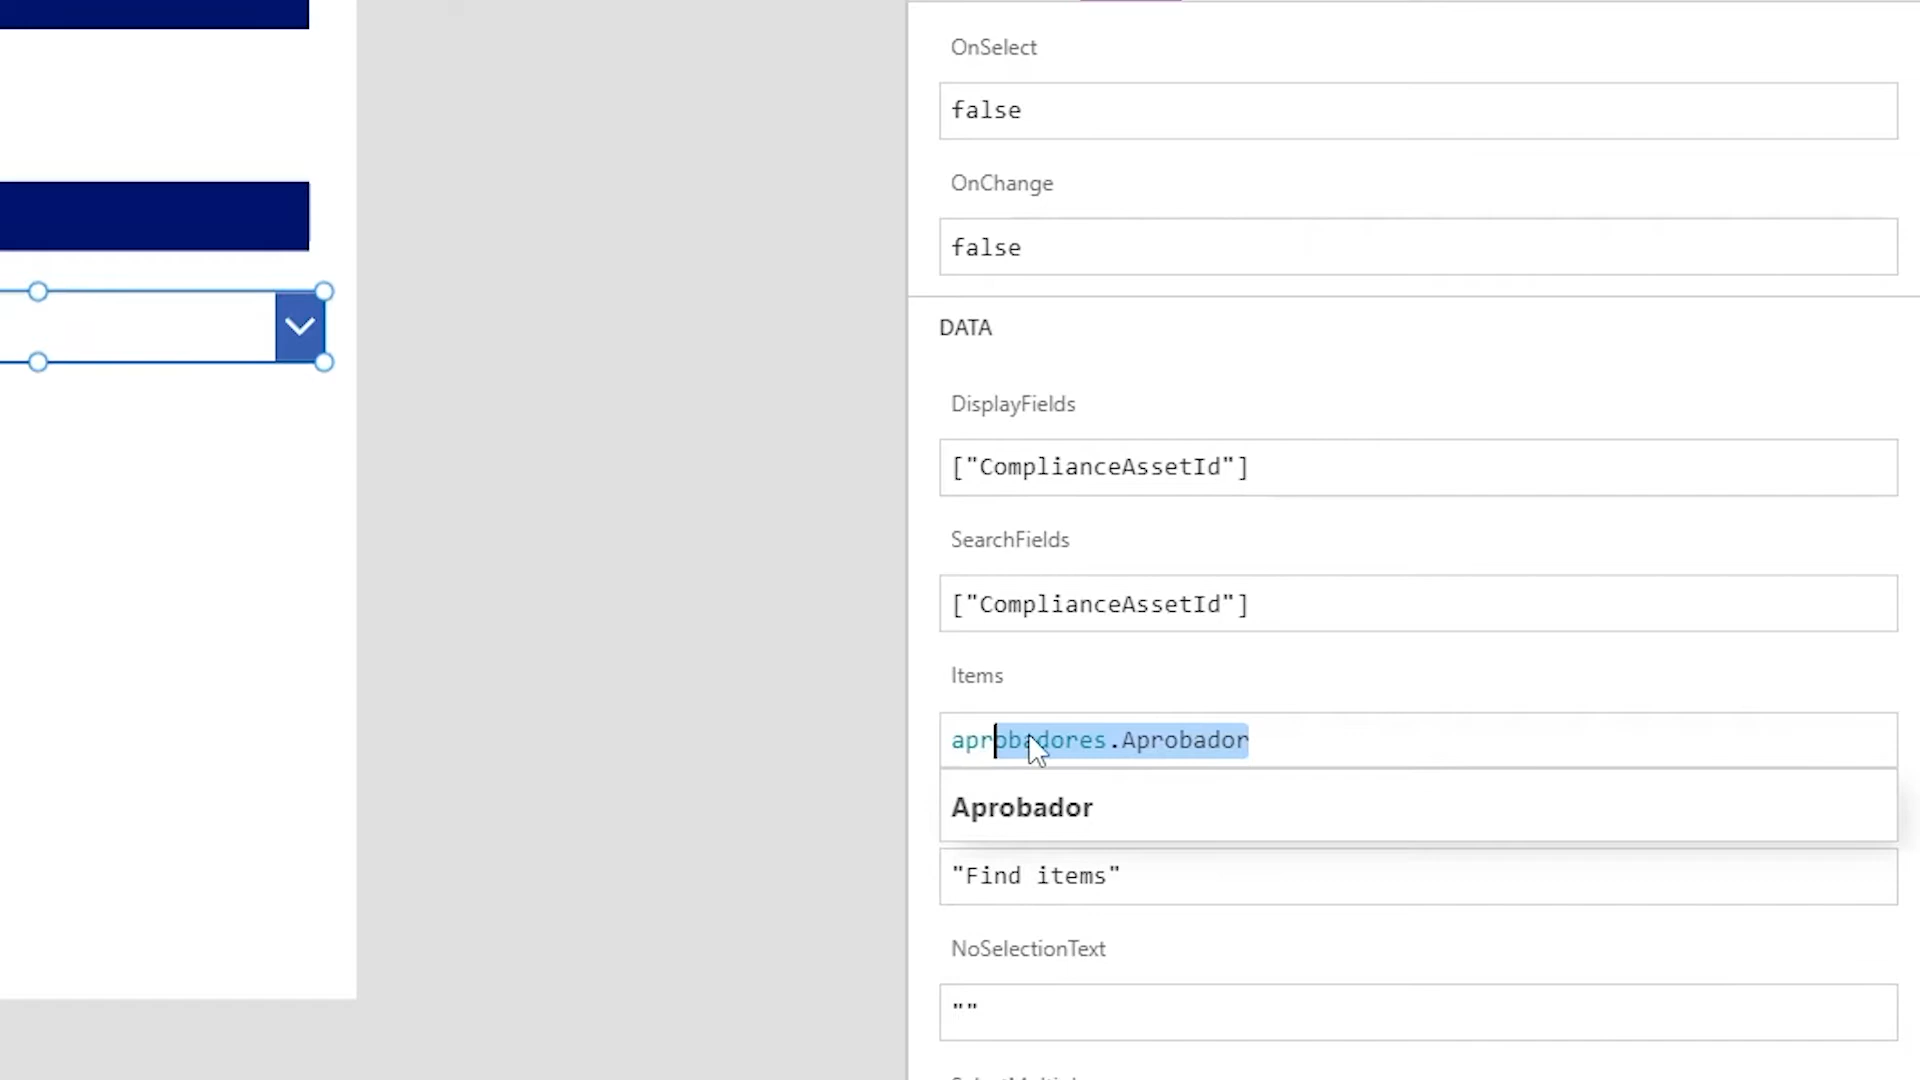 OnSelect
false
OnChange
false
DATA
DisplayFields
["ComplianceAssetId"]
SearchFields
["ComplianceAssetId"]
Items
aprobadores.Aprobador
Aprobador
"Find items"
NoSelectionText
""